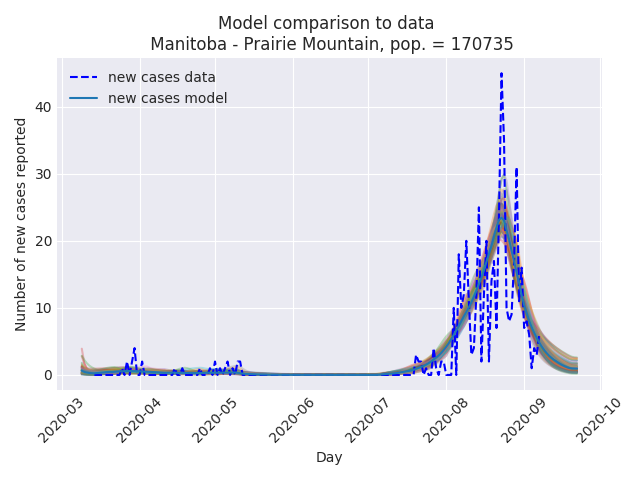 Model comparison to data
Manitoba - Prairie Mountain, pop. = 170735
new cases data
new cases model
Number of new cases reported
40
30
20
10
0
2020-03
2020-04
2020-05
2020-06
2020-07
2020-08
2020-09
2020-10
Day